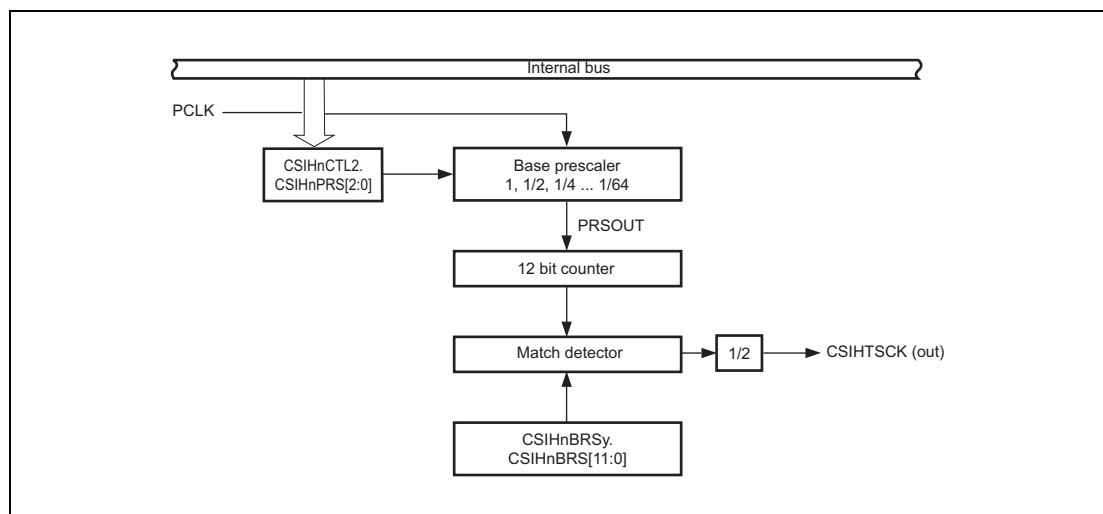 Internal bus
PCLK
CSIHnCTL2.
CSIHnPRS[2:0]
Base prescaler
1, 1/2, 1/4 ... 1/64
PRSOUT
12 bit counter
Match detector
1/2
CSIHTSCK (out)
CSIHnBRSy.
CSIHnBRS[11:0]